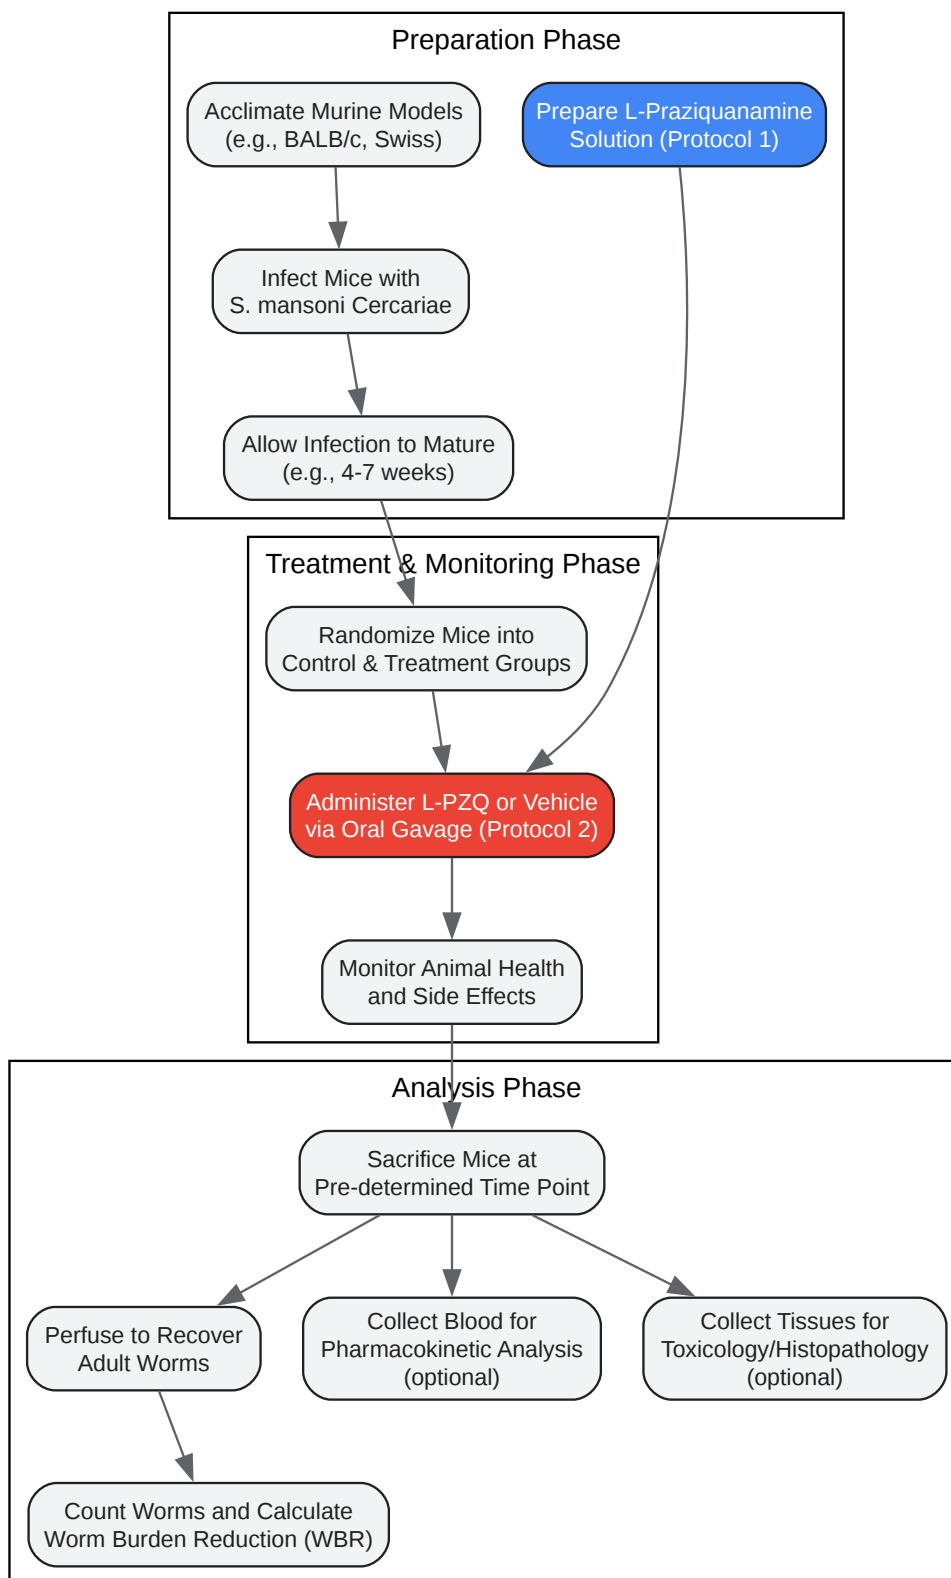 Preparation Phase
Acclimate Murine Models
(e.g., BALB/c, Swiss)
Prepare L-Praziquanamine
Solution (Protocol 1)
Infect Mice with
S. mansoni Cercariae
Allow Infection to Mature
(e.g., 4-7 weeks)
Treatment & Monitoring Phase
Randomize Mice into
Control & Treatment Groups
Administer L-PZQ or Vehicle
via Oral Gavage (Protocol 2)
Monitor Animal Health
and Side Effects
Analysis Phase
Sacrifice Mice at
Pre-determined Time Point
Perfuse to Recover
Adult Worms
Collect Blood for
Pharmacokinetic Analysis
(optional)
Collect Tissues for
Toxicology/Histopathology
(optional)
Count Worms and Calculate
Worm Burden Reduction (WBR)